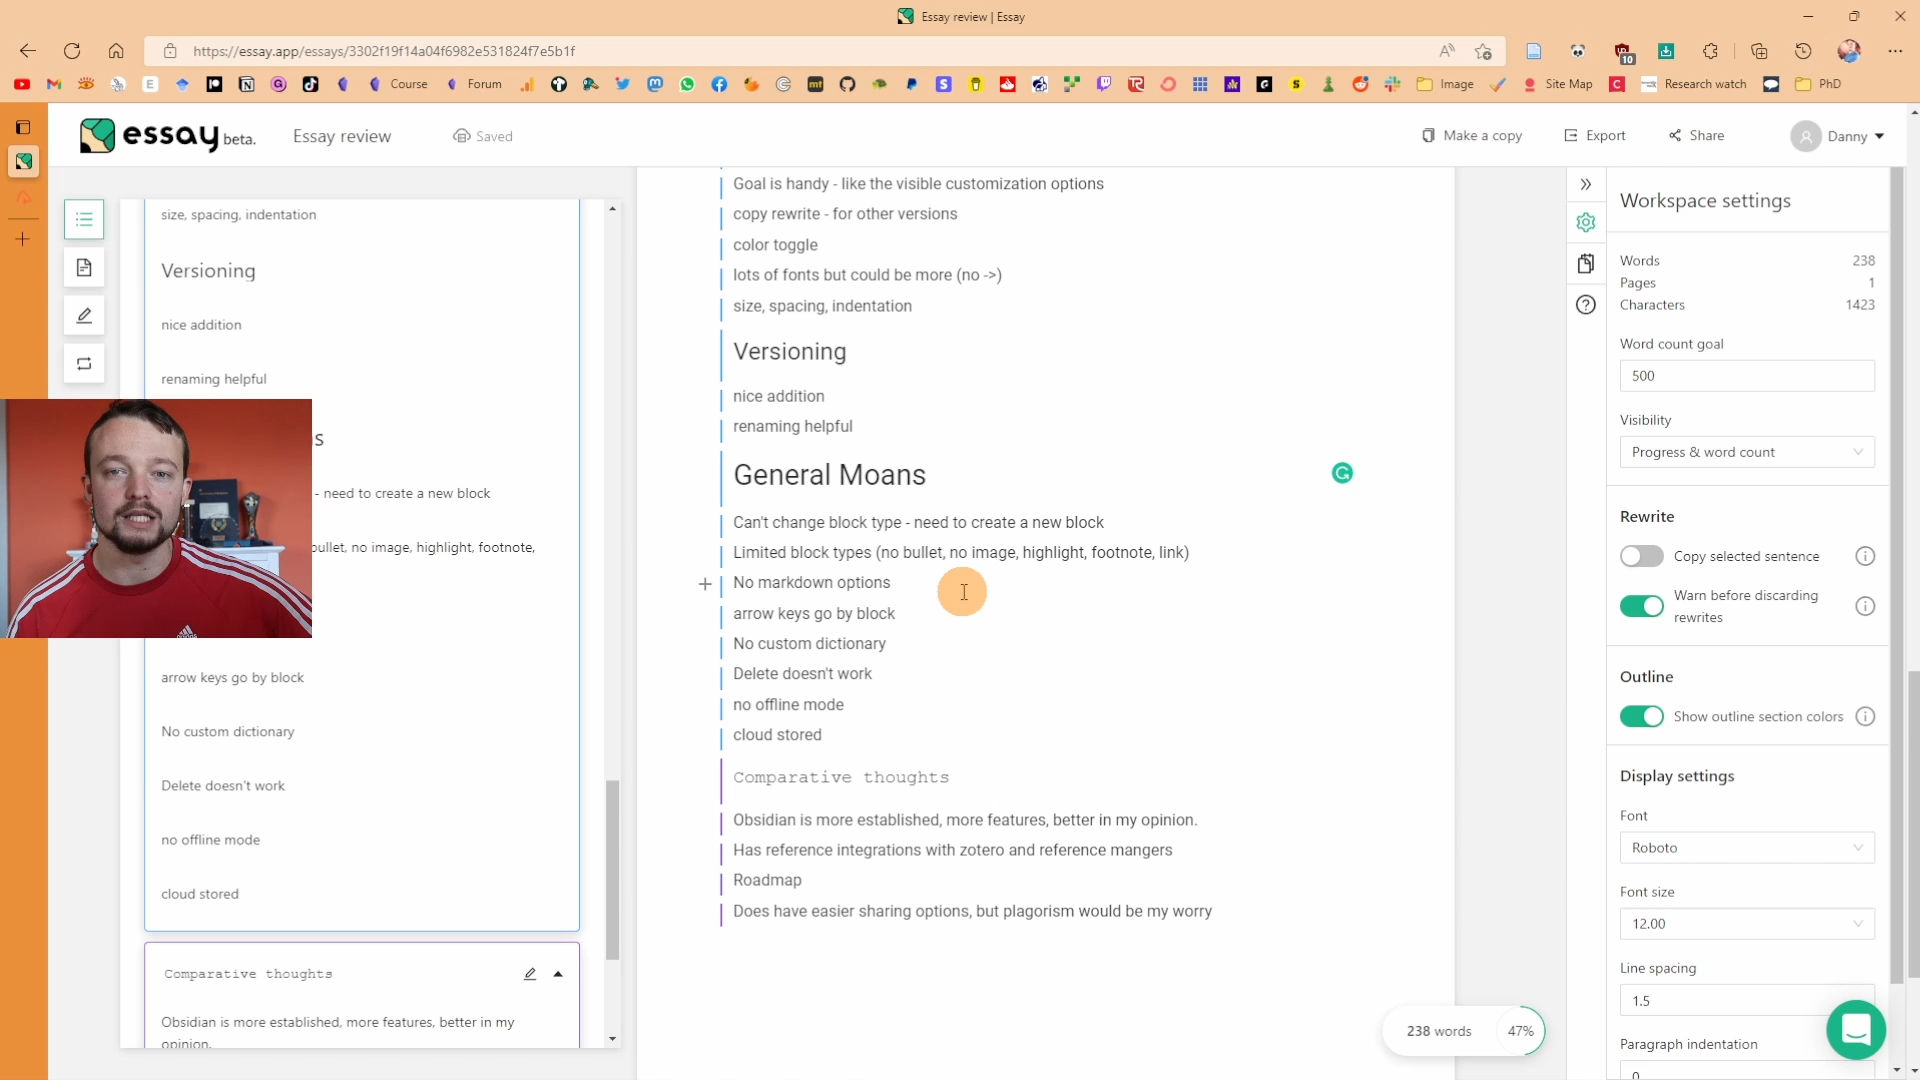 Essay review | Essay
https://essay.app/essays/3302f19f14a04f6982e531824f7e5b1f
10
Course
Forum
Image
Site Map
Research watch
PhD
essay beta.
Essay review
Saved
Make a copy
Export
Share
Danny
size, spacing, indentation
Versioning
nice addition
renaming helpful
s
- need to create a new block
bullet, no image, highlight, footnote,
arrow keys go by block
No custom dictionary
Delete doesn't work
no offline mode
cloud stored
Comparative thoughts
Obsidian is more established, more features, better in my
opinion.
Goal is handy - like the visible customization options
copy rewrite - for other versions
color toggle
lots of fonts but could be more (no ->)
size, spacing, indentation
Versioning
nice addition
renaming helpful
General Moans
Can't change block type - need to create a new block
Limited block types (no bullet, no image, highlight, footnote, link)
No markdown options
arrow keys go by block
No custom dictionary
Delete doesn't work
no offline mode
cloud stored
Comparative thoughts
Obsidian is more established, more features, better in my opinion.
Has reference integrations with zotero and reference mangers
Roadmap
Does have easier sharing options, but plagorism would be my worry
238 words
47%
Workspace settings
Words 238
Pages 1
Characters 1423
Word count goal
500
Visibility
Progress & word count
Rewrite
Copy selected sentence
Warn before discarding
rewrites
Outline
Show outline section colors
Display settings
Font
Roboto
Font size
12.00
Line spacing
1.5
Paragraph indentation
0